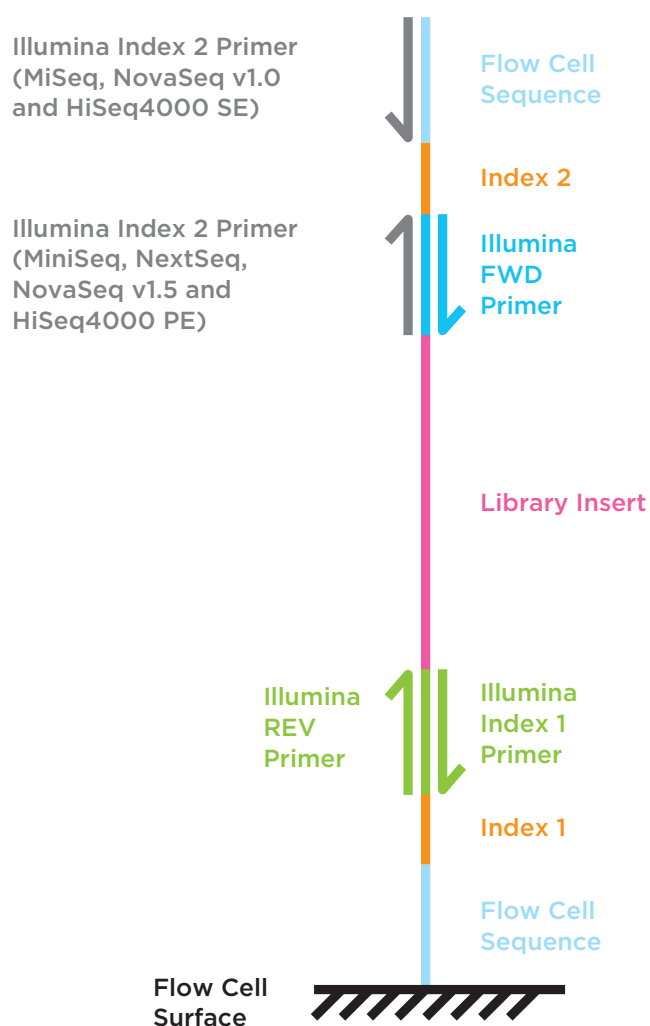 Illumina Index 2 Primer
(MiSeq, NovaSeq v1.0
and HiSeq4000 SE)
Flow Cell
Sequence
Index 2
Illumina Index 2 Primer
(MiniSeq, NextSeq,
NovaSeq v1.5 and
HiSeq4000 PE)
Illumina
FWD
Primer
Library Insert
Illumina
REV
Primer
Illumina
Index 1
Primer
Index 1
Flow Cell
Sequence
Flow Cell
Surface